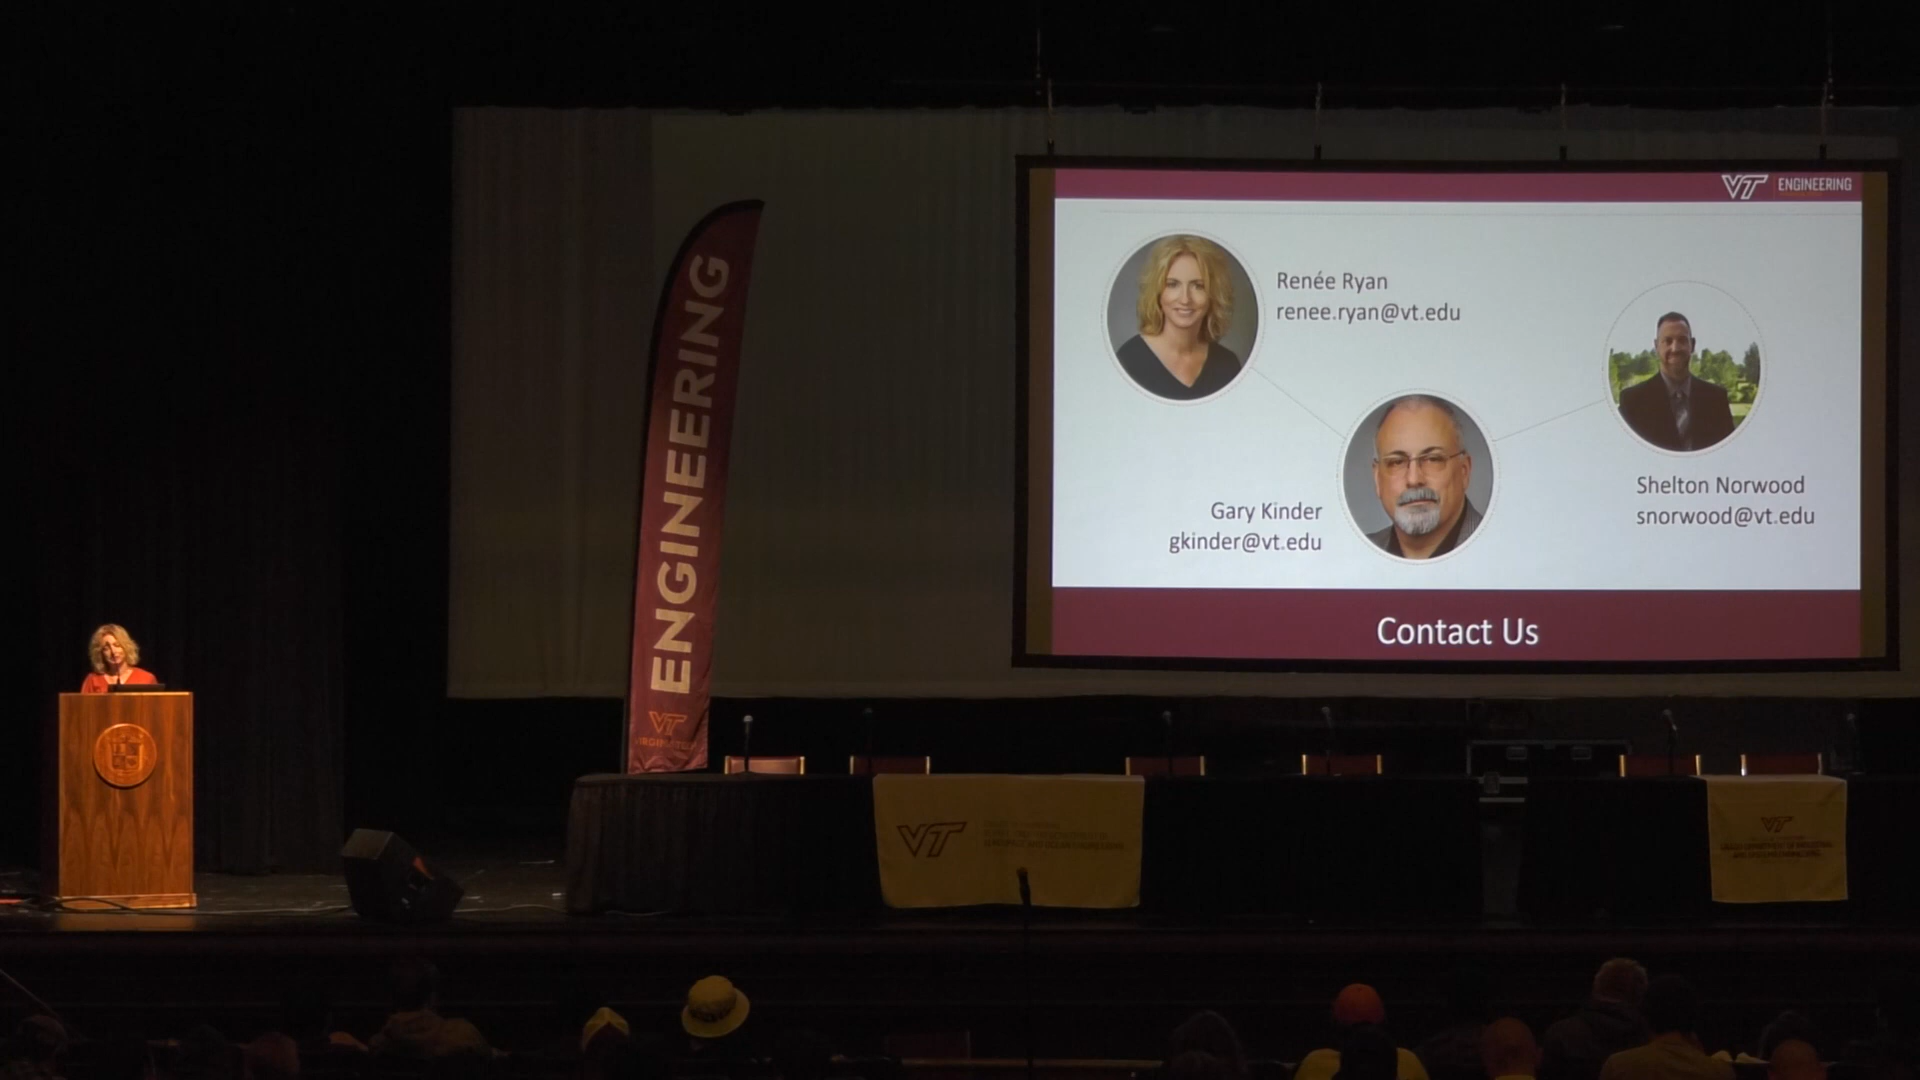 VT ENGINEERING
Renée Ryan
renee.ryan@vt.edu
Shelton Norwood
snorwood@vt.edu
Gary Kinder
gkinder@vt.edu
Contact Us
ENGINEERING
VT
VT
VT